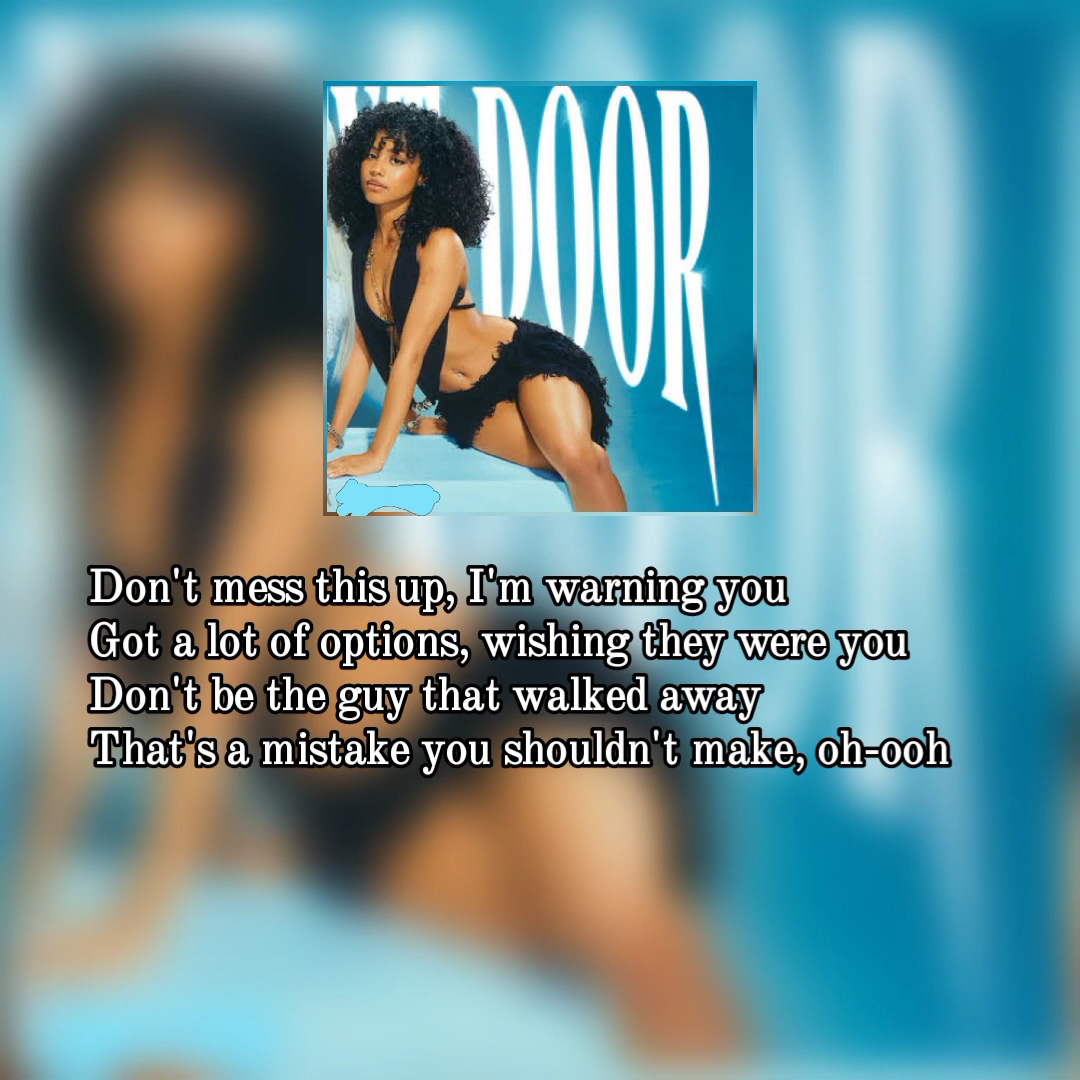 DOOR
Don't mess this up, I'm warning you
Got a lot of options, wishing they were you
Don't be the guy that walked away
That's a mistake you shouldn't make, oh-ooh